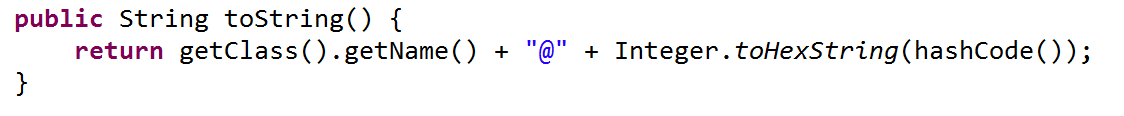 public String toString() {
    return getClass().getName() + "@" + Integer.toHexString(hashCode());
}